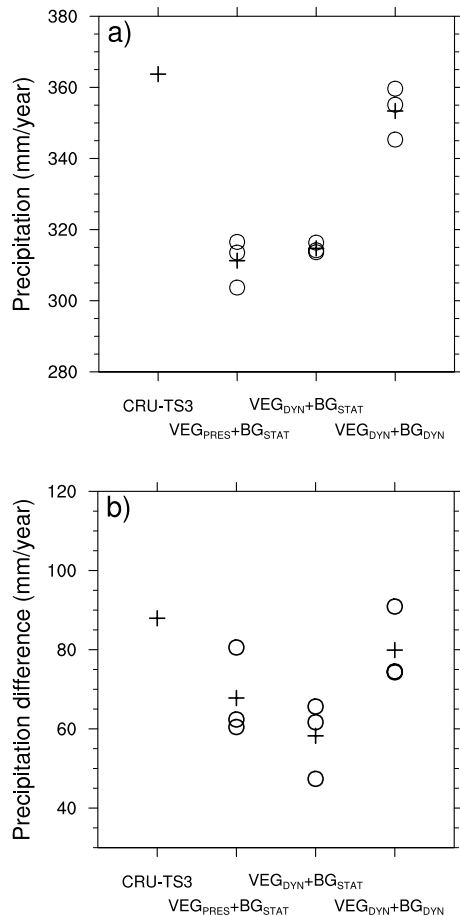 a)
Precipitation (mm/year)
380
360
340
320
300
280
CRU-TS3 VEG_DYN+BG_STAT
VEG_PRES+BG_STAT VEG_DYN+BG_DYN
b)
Precipitation difference (mm/year)
120
100
80
60
40
CRU-TS3 VEG_DYN+BG_STAT
VEG_PRES+BG_STAT VEG_DYN+BG_DYN